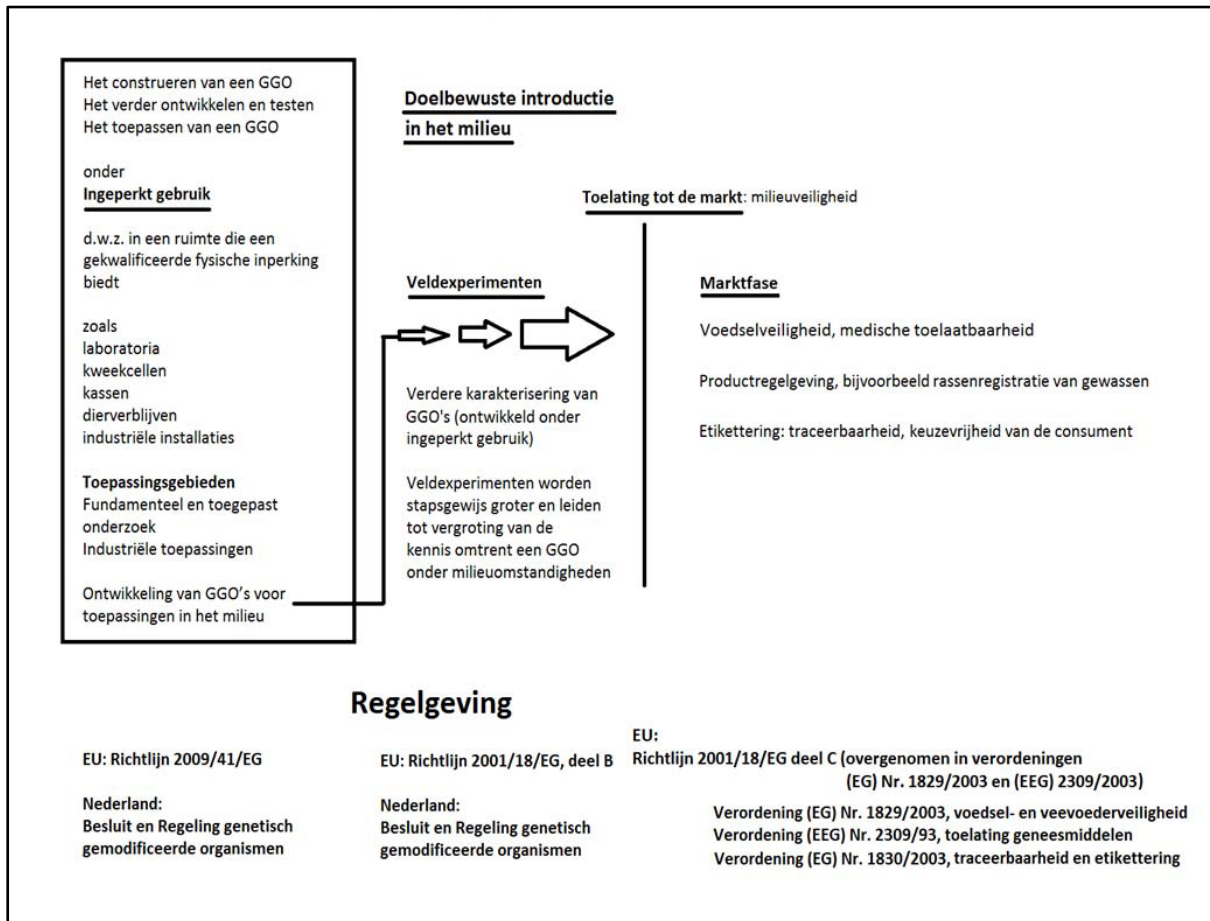 Het construeren van een GGO
Het verder ontwikkelen en testen
Het toepassen van een GGO
onder
Ingeperkt gebruik
d.w.z. in een ruimte die een
gekwalificeerde fysische inperking
biedt
zoals
laboratoria
kweekcellen
kassen
dierverblijven
industriële installaties
Toepassingsgebieden
Fundamenteel en toegepast
onderzoek
Industriële toepassingen
Ontwikkeling van GGO’s voor
toepassingen in het milieu
Doelbewuste introductie
in het milieu
Toelating tot de markt: milieuveiligheid
Veldexperimenten
Verdere karakterisering van
GGO's (ontwikkeld onder
ingeperkt gebruik)
Veldexperimenten worden
stapsgewijs groter en leiden
tot vergroting van de
kennis omtrent een GGO
onder milieuomstandigheden
Marktfase
Voedselveiligheid, medische toelaatbaarheid
Productregelgeving, bijvoorbeeld rassenregistratie van gewassen
Etikettering: traceerbaarheid, keuzevrijheid van de consument
Regelgeving
EU: Richtlijn 2009/41/EG
Nederland:
Besluit en Regeling genetisch
gemodificeerde organismen
EU: Richtlijn 2001/18/EG, deel B
Nederland:
Besluit en Regeling genetisch
gemodificeerde organismen
EU:
Richtlijn 2001/18/EG deel C (overgenomen in verordeningen
(EG) Nr. 1829/2003 en (EEG) 2309/2003)
Verordening (EG) Nr. 1829/2003, voedsel- en veevoederveiligheid
Verordening (EEG) Nr. 2309/93, toelating geneesmiddelen
Verordening (EG) Nr. 1830/2003, traceerbaarheid en etikettering